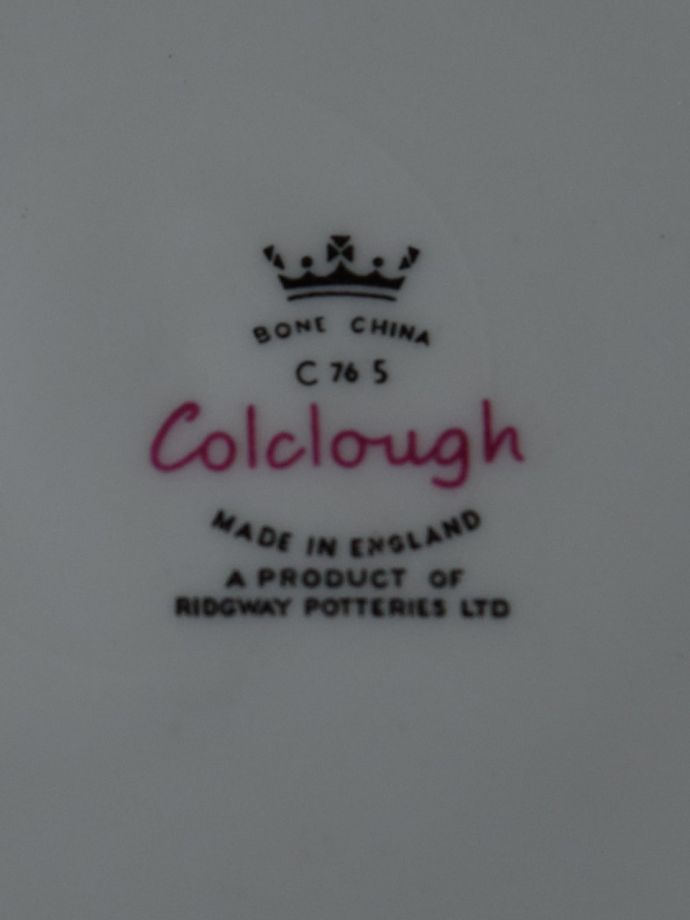 BONE CHINA
C 76 5
Colclough
MADE IN ENGLAND
A PRODUCT OF
RIDGWAY POTTERIES LTD